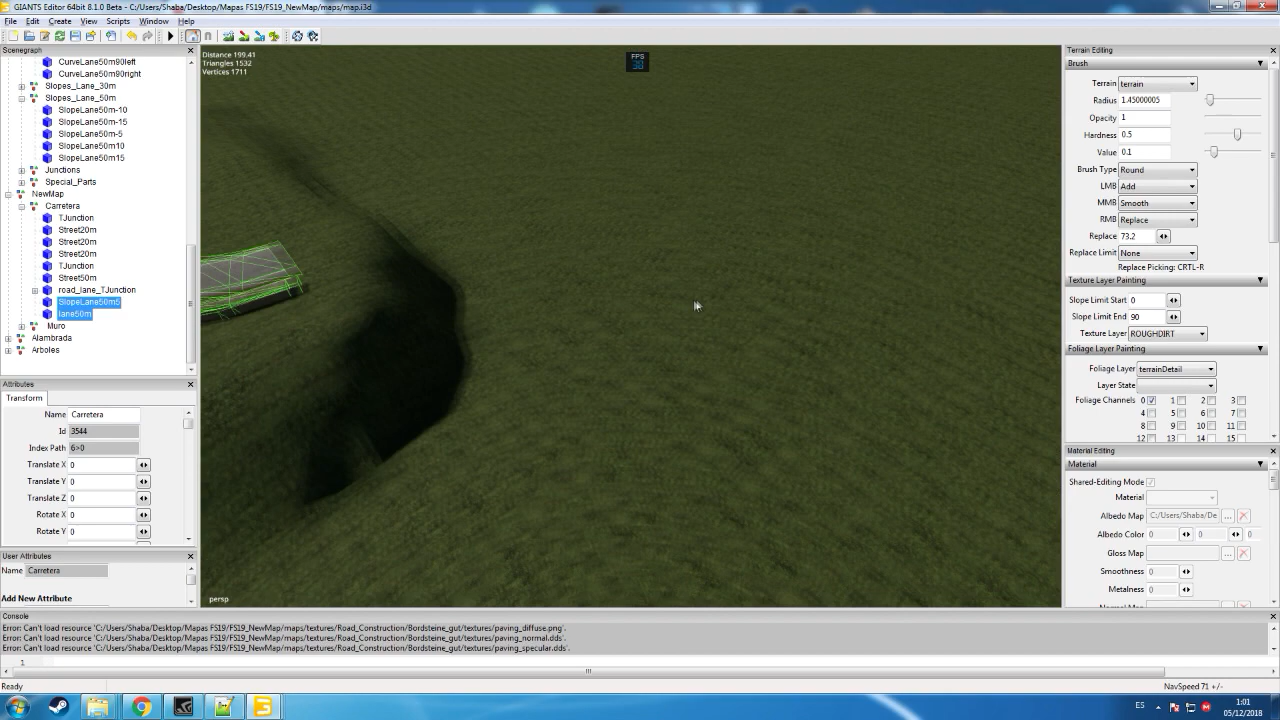 GIANTS Editor 64bit 8.1.0 Beta - C:/Users/Shaba/Desktop/Mapas FS19/FS19_NewMap/maps/map.i3d
File Edit Create View Scripts Window Help
Scenegraph
CurveLane50m90left
CurveLane50m90right
Slopes_Lane_30m
Slopes_Lane_50m
SlopeLane50m-10
SlopeLane50m-15
SlopeLane50m-5
SlopeLane50m10
SlopeLane50m15
Junctions
Special_Parts
NewMap
Carretera
TJunction
Street20m
Street20m
Street20m
TJunction
Street50m
road_lane_TJunction
SlopeLane50m5
lane50m
Muro
Alambrada
Arboles
Attributes
Transform
Name Carretera
Id 3544
Index Path 6>0
Translate X 0
Translate Y 0
Translate Z 0
Rotate X 0
Rotate Y 0
User Attributes
Name Carretera
Add New Attribute
Distance 199.41
Triangles 1532
Vertices 1711
FPS
30
persp
Terrain Editing
Brush
Terrain terrain
Radius 1.45000005
Opacity 1
Hardness 0.5
Value 0.1
Brush Type Round
LMB Add
MMB Smooth
RMB Replace
Replace 73.2
Replace Limit None
Replace Picking: CRTL-R
Texture Layer Painting
Slope Limit Start 0
Slope Limit End 90
Texture Layer ROUGHDIRT
Foliage Layer Painting
Foliage Layer terrainDetail
Layer State
Foliage Channels 0 1 2 3
4 5 6 7
8 9 10 11
12 13 14 15
Material Editing
Material
Shared-Editing Mode
Material
Albedo Map C:/Users/Shaba/De ...
Albedo Color 0 0 0
Gloss Map ...
Smoothness 0
Metalness 0
Console
Error: Can't load resource 'C:/Users/Shaba/Desktop/Mapas FS19/FS19_NewMap/maps/textures/Road_Construction/Bordsteine_gut/textures/paving_diffuse.png'.
Error: Can't load resource 'C:/Users/Shaba/Desktop/Mapas FS19/FS19_NewMap/maps/textures/Road_Construction/Bordsteine_gut/textures/paving_normal.dds'.
Error: Can't load resource 'C:/Users/Shaba/Desktop/Mapas FS19/FS19_NewMap/maps/textures/Road_Construction/Bordsteine_gut/textures/paving_specular.dds'.
1
Ready
NavSpeed 71 +/-
ES
1:01
05/12/2018